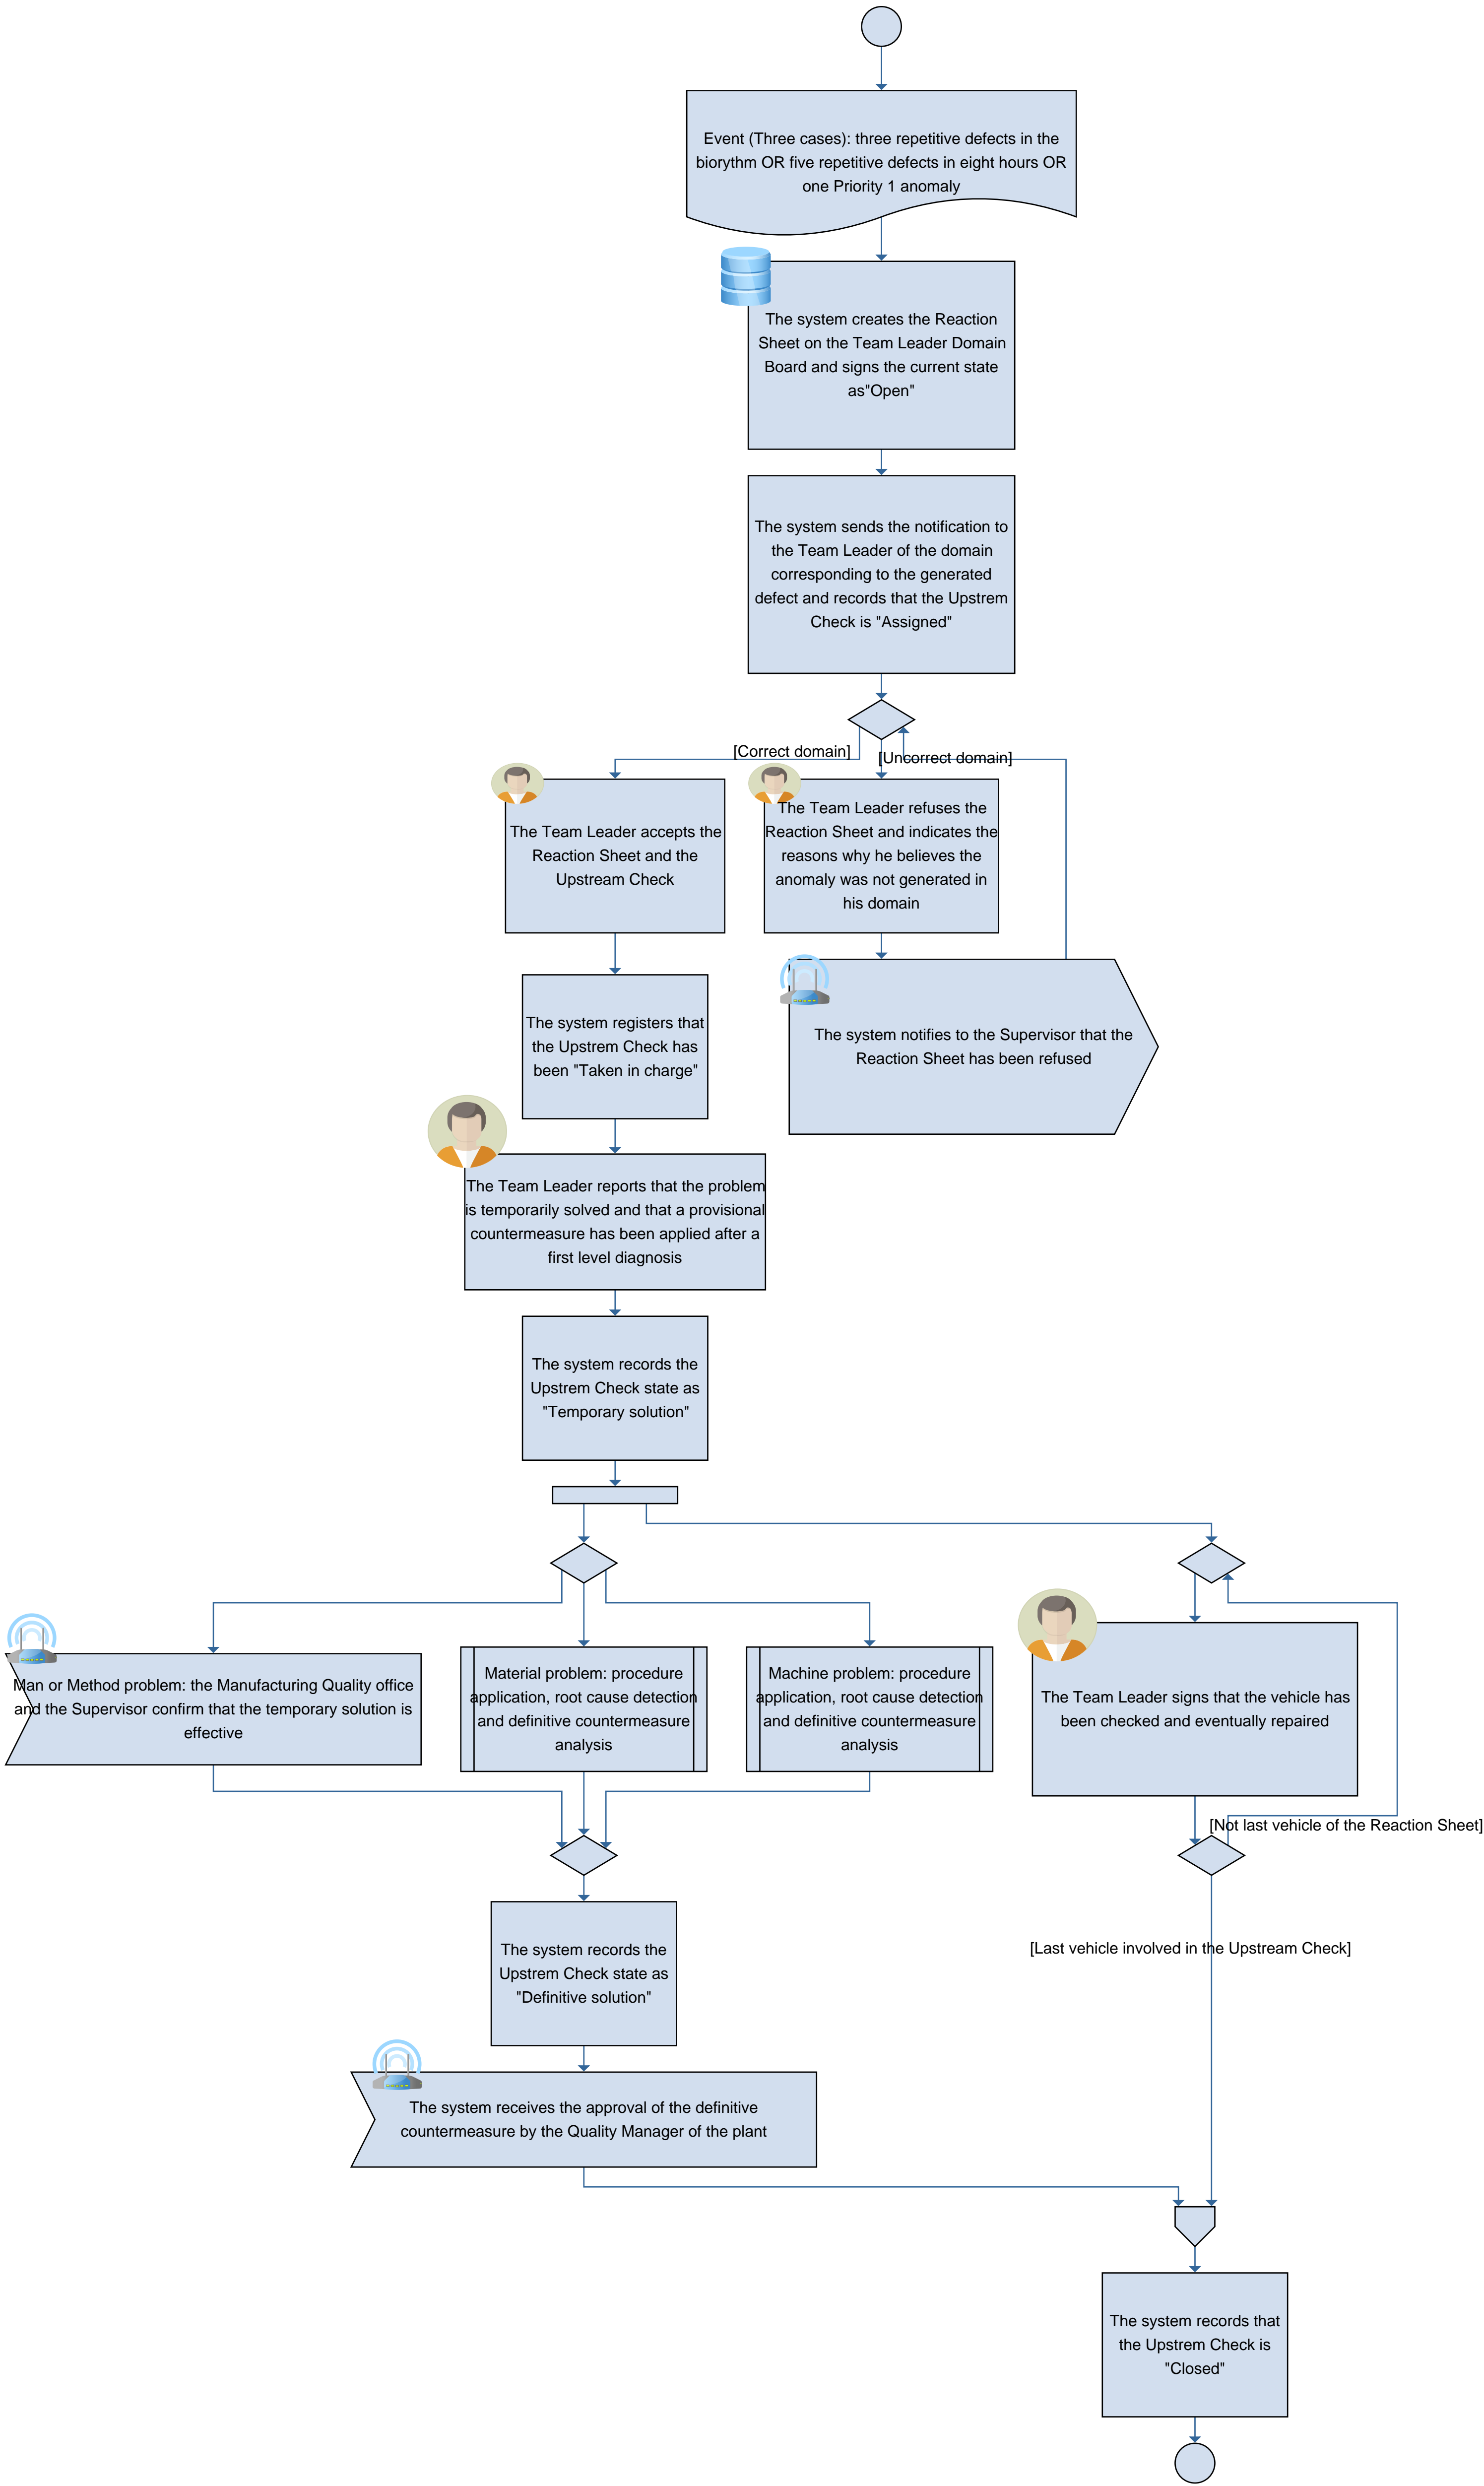 Event (Three cases): three repetitive defects in the
biorythm OR five repetitive defects in eight hours OR
one Priority 1 anomaly
The system creates the Reaction
Sheet on the Team Leader Domain
Board and signs the current state
as"Open"
The system sends the notification to
the Team Leader of the domain
corresponding to the generated
defect and records that the Upstrem
Check is "Assigned"
[Correct domain]
[Uncorrect domain]
The Team Leader accepts the
Reaction Sheet and the
Upstream Check
The Team Leader refuses the
Reaction Sheet and indicates the
reasons why he believes the
anomaly was not generated in
his domain
The system registers that
the Upstrem Check has
been "Taken in charge"
The system notifies to the Supervisor that the
Reaction Sheet has been refused
The Team Leader reports that the problem
is temporarily solved and that a provisional
countermeasure has been applied after a
first level diagnosis
The system records the
Upstrem Check state as
"Temporary solution"
Man or Method problem: the Manufacturing Quality office
and the Supervisor confirm that the temporary solution is
effective
Material problem: procedure
application, root cause detection
and definitive countermeasure
analysis
Machine problem: procedure
application, root cause detection
and definitive countermeasure
analysis
The Team Leader signs that the vehicle has
been checked and eventually repaired
[Not last vehicle of the Reaction Sheet]
The system records the
Upstrem Check state as
"Definitive solution"
[Last vehicle involved in the Upstream Check]
The system receives the approval of the definitive
countermeasure by the Quality Manager of the plant
The system records that
the Upstrem Check is
"Closed"